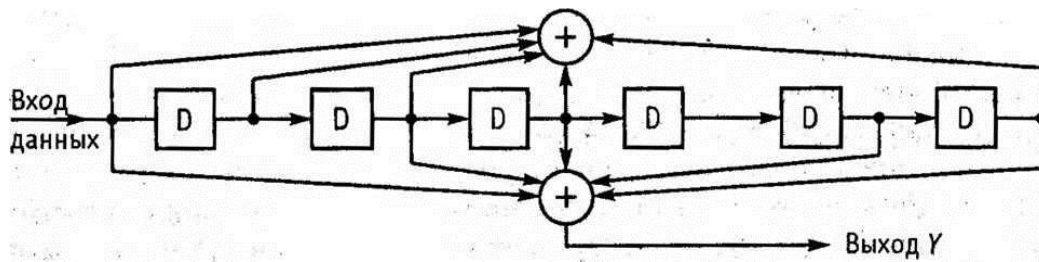 +
Вход
данных
D D D D D D
+
Выход Y